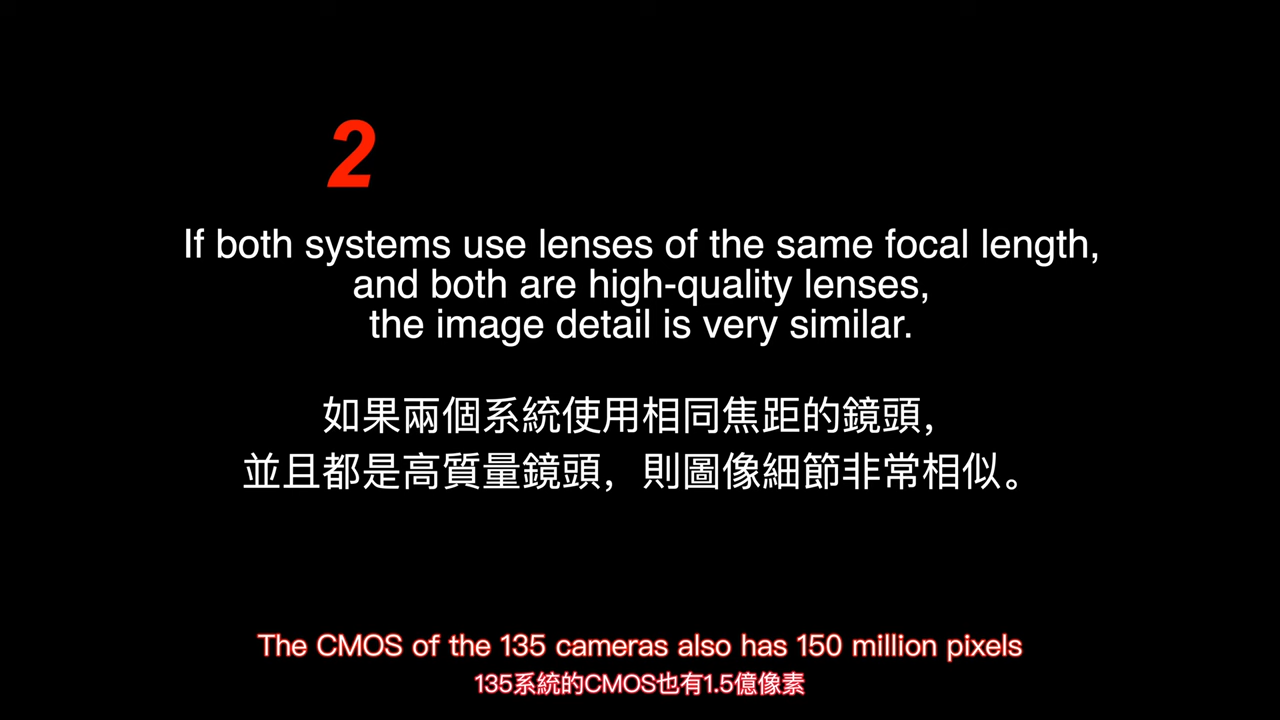 2
If both systems use lenses of the same focal length,
and both are high-quality lenses,
the image detail is very similar.
如果兩個系統使用相同焦距的鏡頭,
並且都是高質量鏡頭，則圖像細節非常相似。
The CMOS of the 135 cameras also has 150 million pixels
135系統的CMOS也有1.5億像素